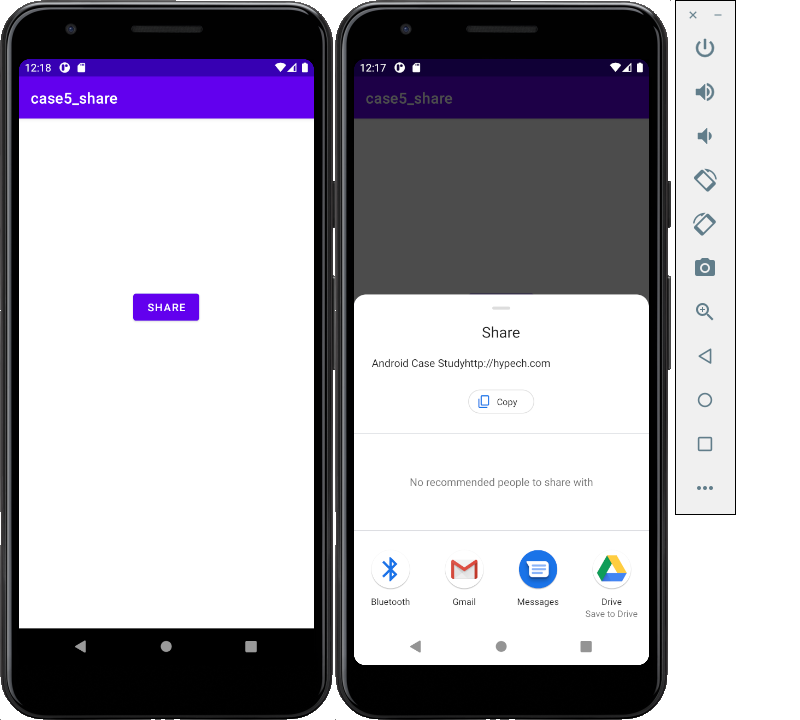 12:18
case5_share
SHARE
12:17
case5_share
Share
Android Case Studyhttp://hypech.com
Copy
No recommended people to share with
Bluetooth
Gmail
Messages
Drive
Save to Drive